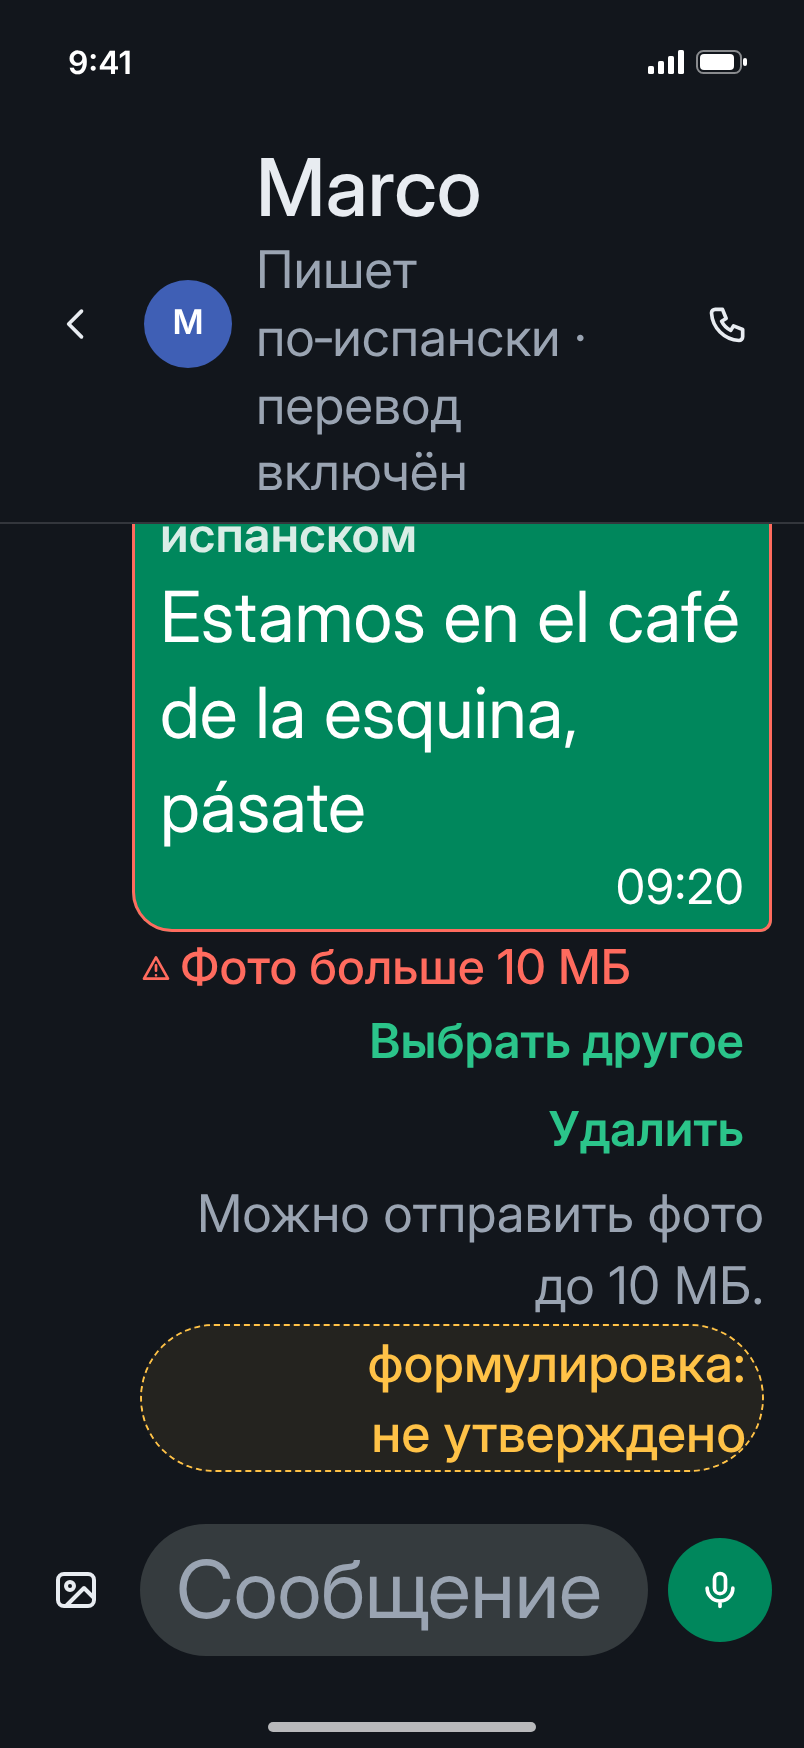 9:41
Marco
Пишет
по-испански ·
перевод
включён
M
испанском
Estamos en el café
de la esquina,
pásate
09:20
Фото больше 10 МБ
Выбрать другое
Удалить
Можно отправить фото
до 10 МБ.
формулировка:
не утверждено
Сообщение